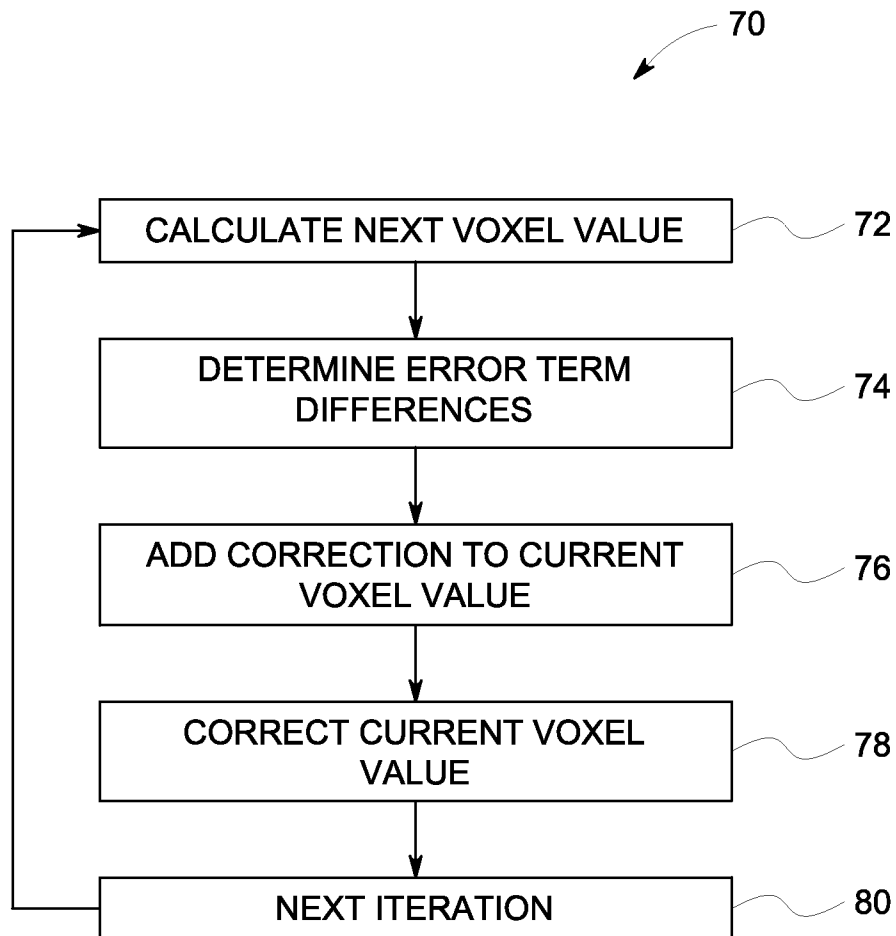 70
CALCULATE NEXT VOXEL VALUE
72
DETERMINE ERROR TERM
DIFFERENCES
74
ADD CORRECTION TO CURRENT
VOXEL VALUE
76
CORRECT CURRENT VOXEL
VALUE
78
NEXT ITERATION
80